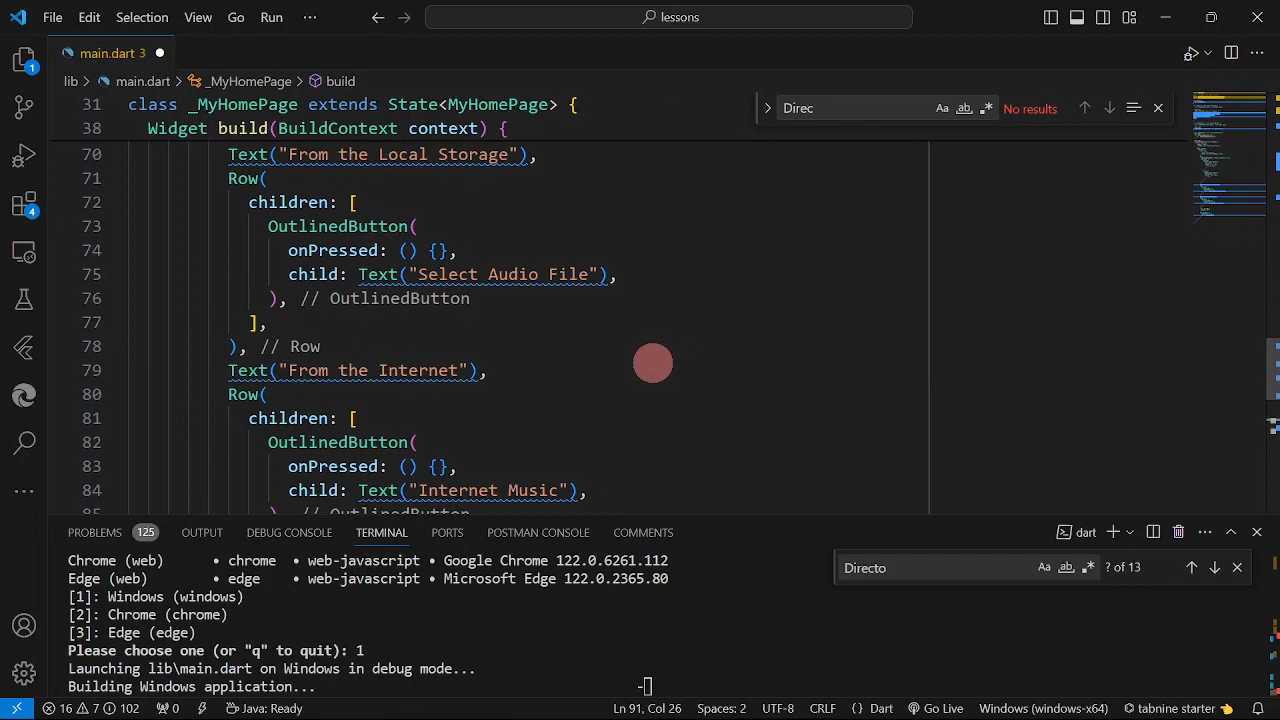 File Edit Selection View Go Run ··· lessons
main.dart 3
lib > main.dart > _MyHomePage > build
31 class _MyHomePage extends State<MyHomePage> {
Direc Aa ab .* No results
38 Widget build(BuildContext context) {
70 Text("From the Local Storage"),
71 Row(
72 children: [
73 OutlinedButton(
74 onPressed: () {},
75 child: Text("Select Audio File"),
76 ), // OutlinedButton
77 ],
78 ), // Row
79 Text("From the Internet"),
80 Row(
81 children: [
82 OutlinedButton(
83 onPressed: () {},
84 child: Text("Internet Music"),
) // OutlinedButton
1
4
PROBLEMS 125 OUTPUT DEBUG CONSOLE TERMINAL PORTS POSTMAN CONSOLE COMMENTS dart
Chrome (web) • chrome • web-javascript • Google Chrome 122.0.6261.112
Directo Aa ab .* ? of 13
Edge (web) • edge • web-javascript • Microsoft Edge 122.0.2365.80
[1]: Windows (windows)
[2]: Chrome (chrome)
[3]: Edge (edge)
Please choose one (or "q" to quit): 1
Launching lib\main.dart on Windows in debug mode...
Building Windows application... -
16 7 102 0 Java: Ready Ln 91, Col 26 Spaces: 2 UTF-8 CRLF {} Dart Go Live Windows (windows-x64) tabnine starter